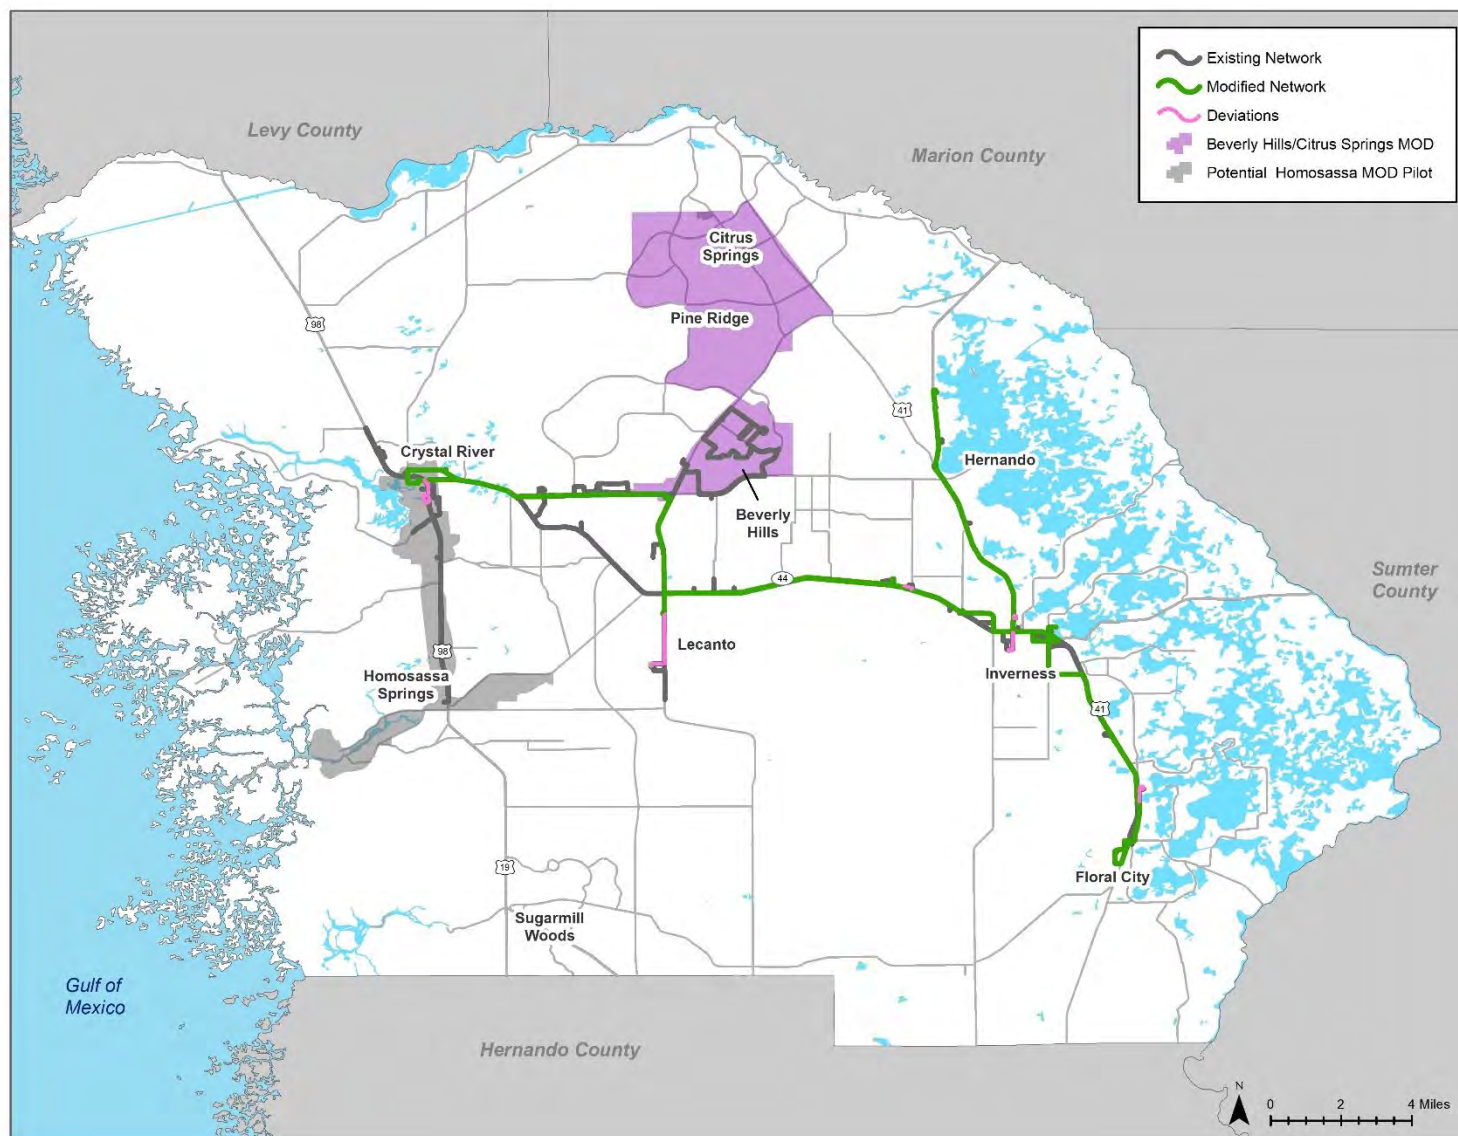 Existing Network
Modified Network
Deviations
Beverly Hills/Citrus Springs MOD
Potential Homosassa MOD Pilot
Levy County
Marion County
Citrus
Springs
Pine Ridge
98
41
Crystal River
Hernando
Beverly
Hills
44
Sumter
County
Lecanto
98
Homosassa
Springs
Inverness
41
19
Floral City
Sugarmill
Woods
Gulf of
Mexico
Hernando County
N
0 2 4 Miles